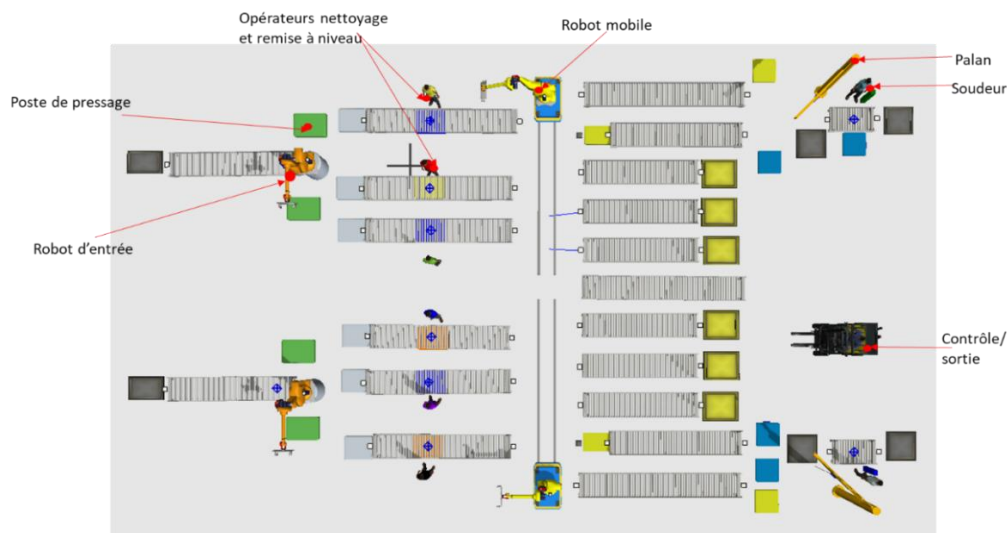 Opérateurs nettoyage
et remise à niveau
Robot mobile
Palan
Soudeur
Poste de pressage
Robot d'entrée
Contrôle/
sortie